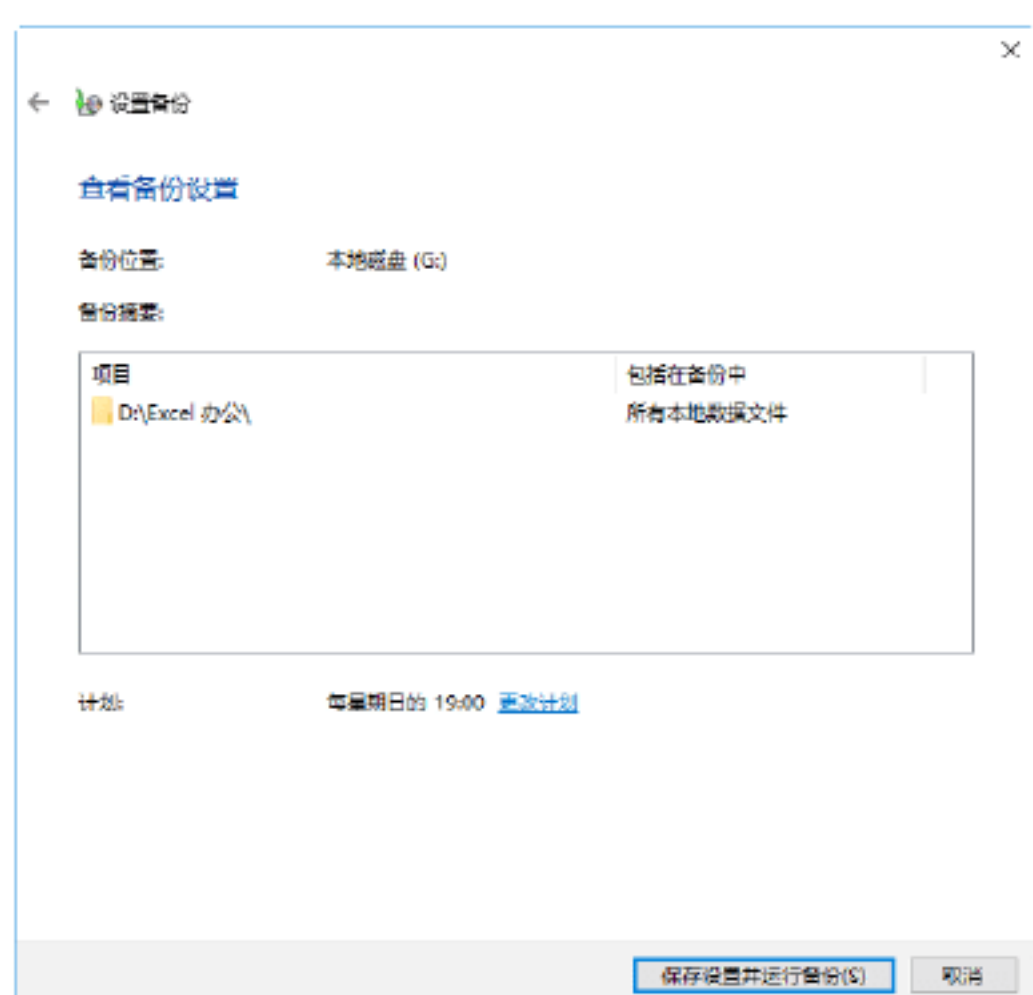 设置备份
查看备份设置
备份位置: 本地磁盘 (G:)
备份摘要:
项目 包括在备份中
D:\Excel 办公\ 所有本地数据文件
计划: 每星期日的 19:00 更改计划
保存设置并运行备份(S) 取消